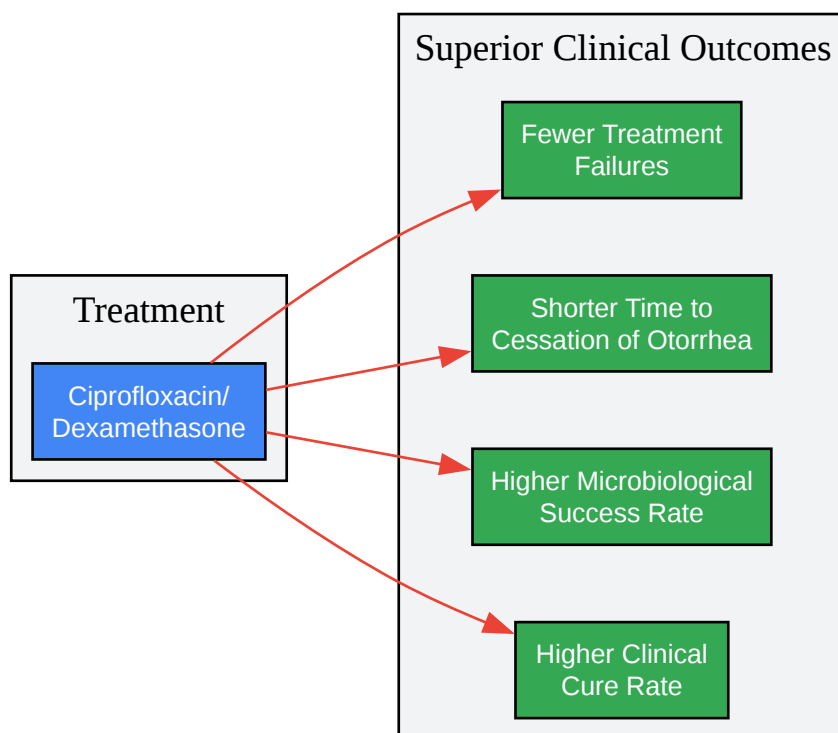 Superior Clinical Outcomes
Fewer Treatment
Failures
Treatment
Shorter Time to
Cessation of Otorrhea
Ciprofloxacin/
Dexamethasone
Higher Microbiological
Success Rate
Higher Clinical
Cure Rate